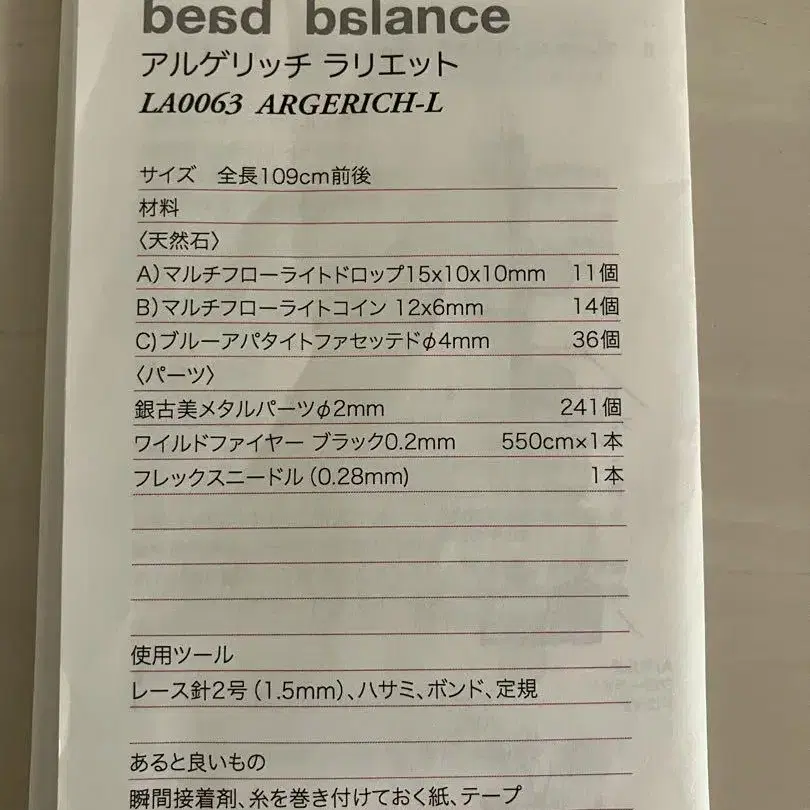 bead balance
アルゲリッチ ラリエット
LA0063 ARGERICH-L
サイズ 全長109cm前後
材料
〈天然石〉
A)マルチフローライトドロップ15x10x10mm 11個
B)マルチフローライトコイン 12x6mm 14個
C)ブルーアパタイトファセッテドφ4mm 36個
〈パーツ〉
銀古美メタルパーツφ2mm 241個
ワイルドファイヤー ブラック0.2mm 550cm×1本
フレックスニードル(0.28mm) 1本
使用ツール
レース針2号(1.5mm)、ハサミ、ボンド、定規
あると良いもの
瞬間接着剤、糸を巻き付けておく紙、テープ